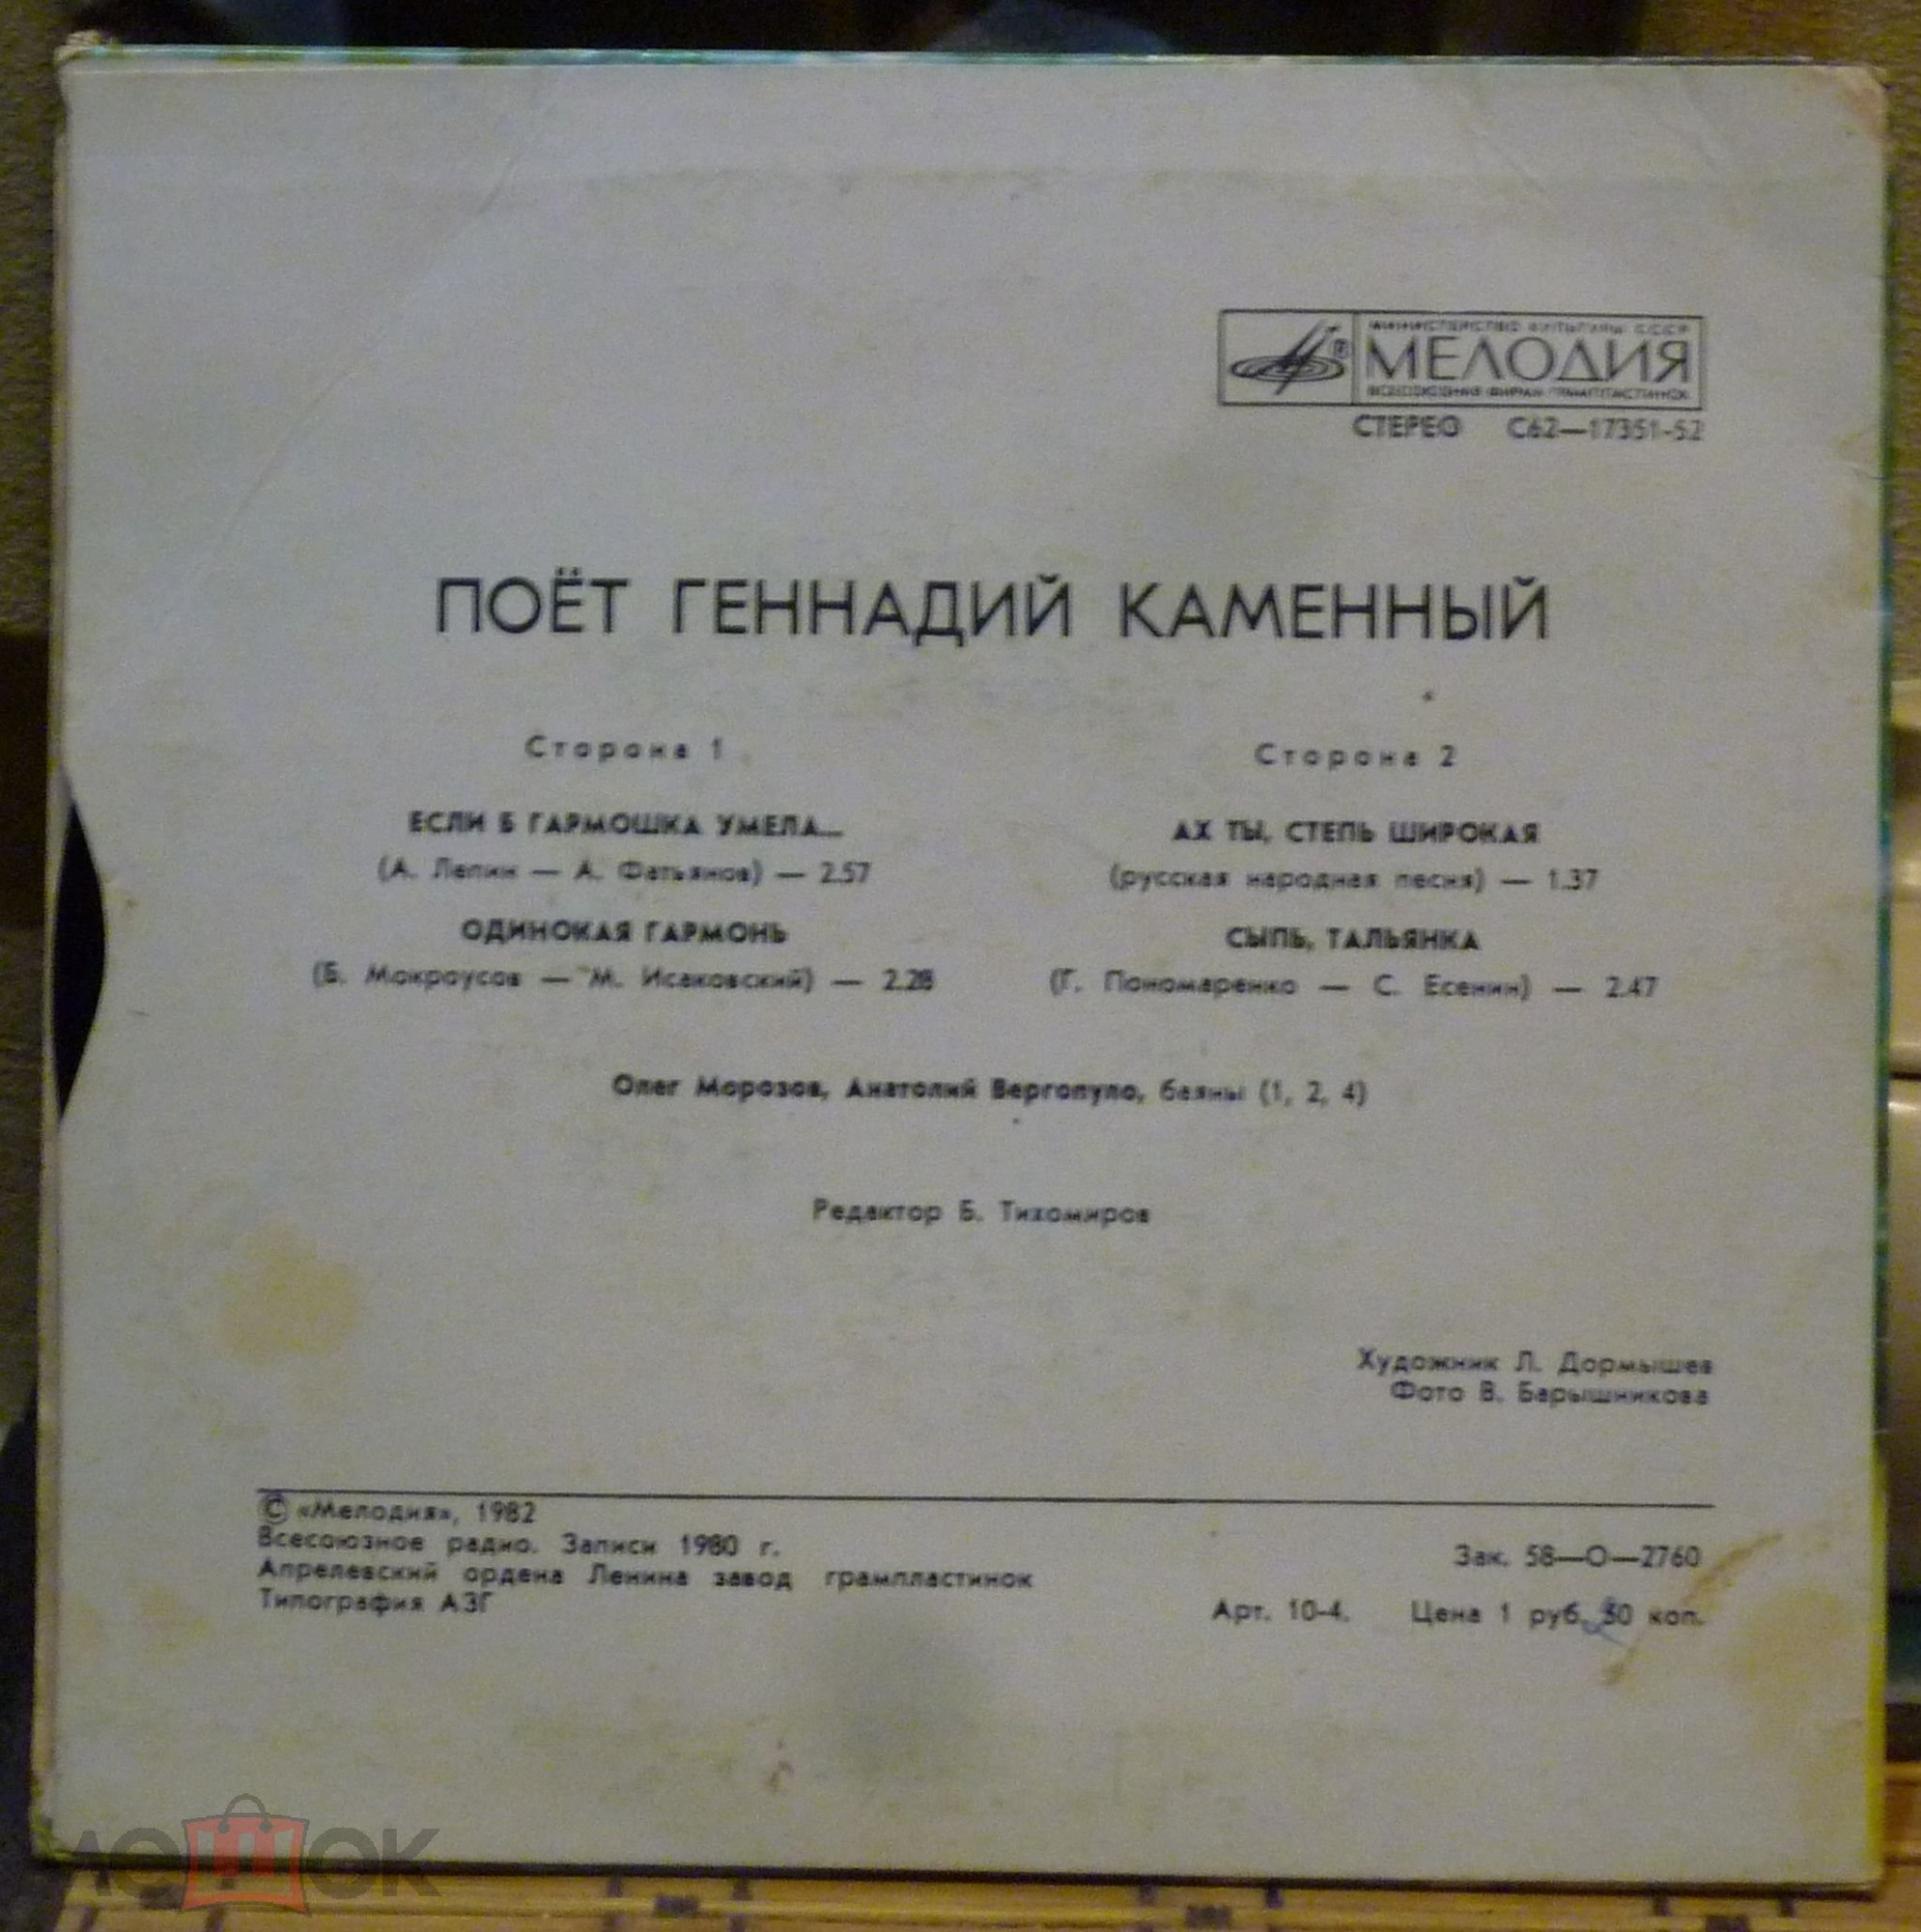 МИНИСТЕРСТВО КУЛЬТУРЫ СССР
МЕЛОДИЯ
ВСЕСОЮЗНАЯ ФИРМА ГРАМПЛАСТИНОК
СТЕРЕО С62—17351-52
ПОЁТ ГЕННАДИЙ КАМЕННЫЙ
Сторона 1
ЕСЛИ Б ГАРМОШКА УМЕЛА...
(А. Лепин — А. Фатьянов) — 2.57
ОДИНОКАЯ ГАРМОНЬ
(Б. Мокроусов — М. Исаковский) — 2.28
Сторона 2
АХ ТЫ, СТЕПЬ ШИРОКАЯ
(русская народная песня) — 1.37
СЫПЬ, ТАЛЬЯНКА
(Г. Пономаренко — С. Есенин) — 2.47
Олег Морозов, Анатолий Вергопуло, баяны (1, 2, 4)
Редактор Б. Тихомиров
Художник Л. Дормышев
Фото В. Барышникова
© «Мелодия», 1982
Всесоюзное радио. Записи 1980 г.
Апрелевский ордена Ленина завод грампластинок
Типография АЗГ
Зак. 58—О—2760
Арт. 10-4. Цена 1 руб. 30 коп.
МЕШОК